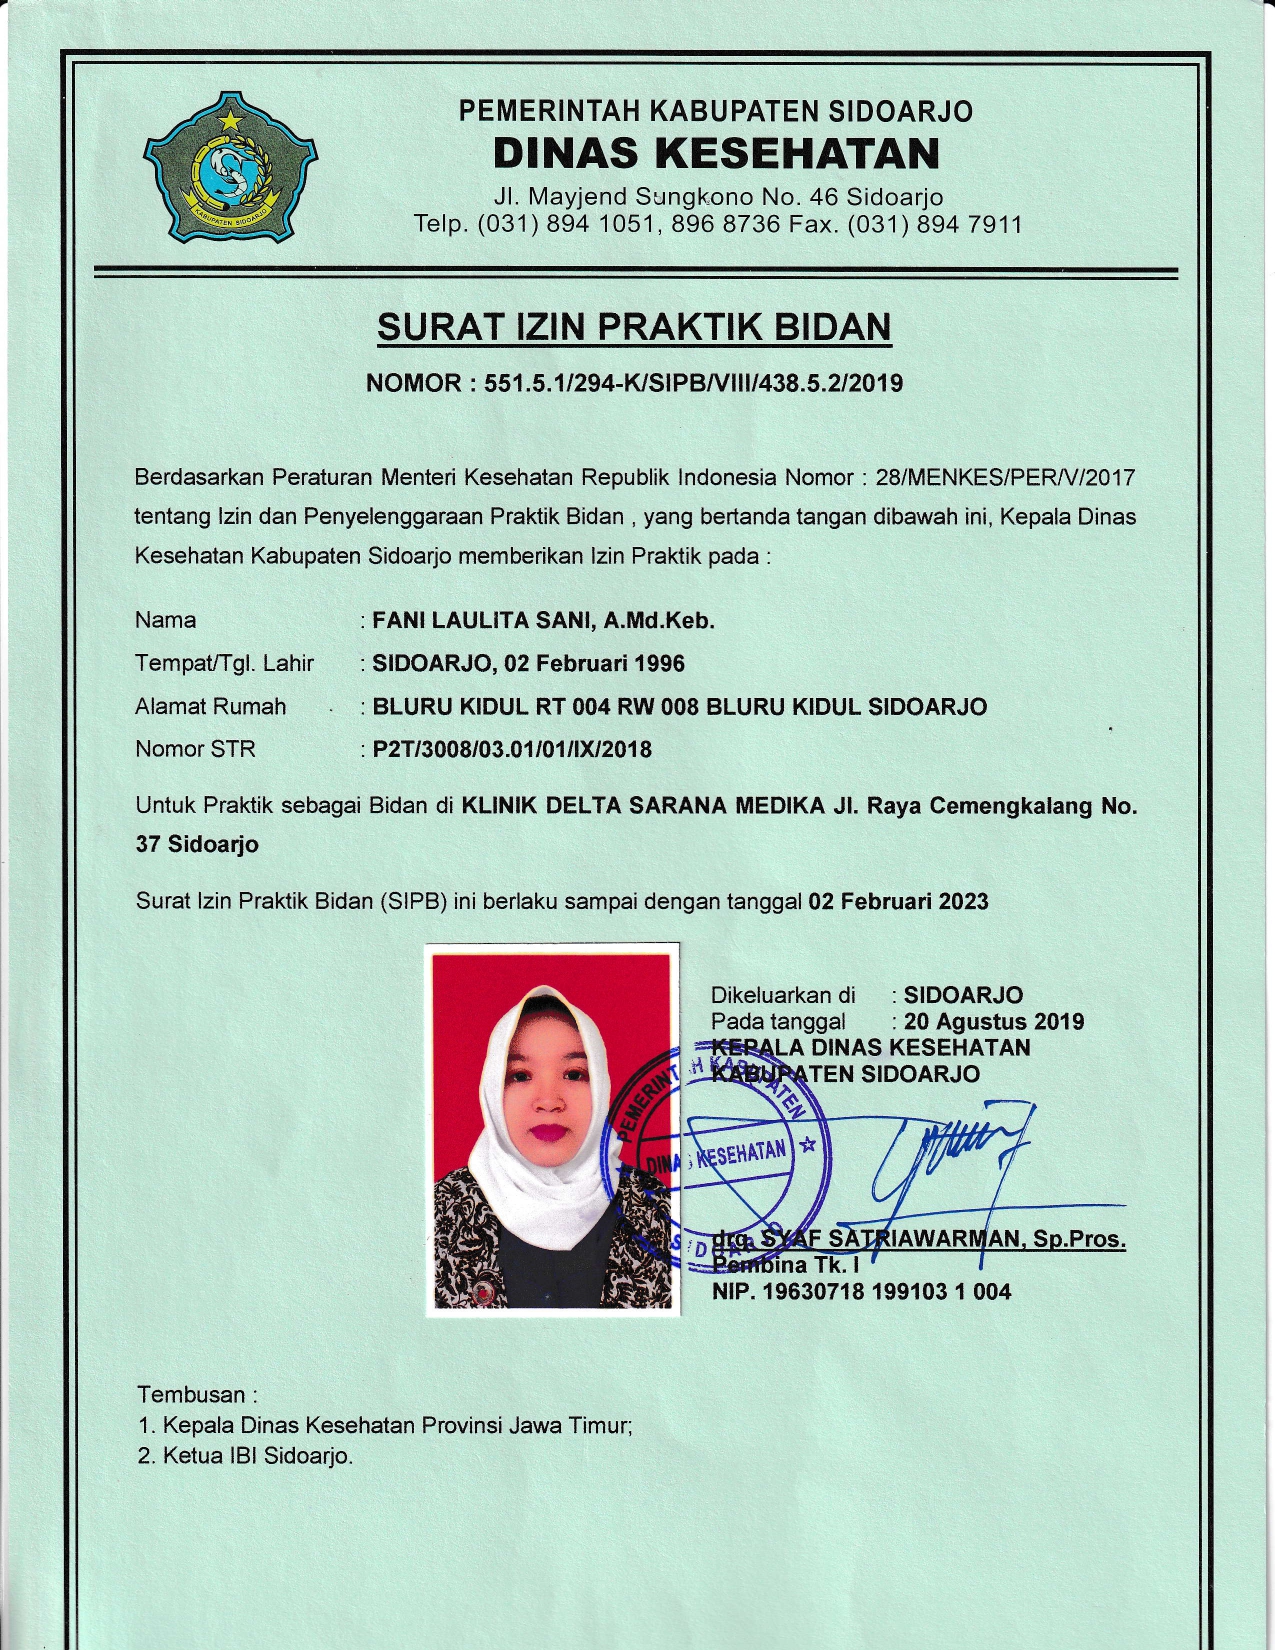 PEMERINTAH KABUPATEN SIDOARJO
DINAS KESEHATAN
Jl. Mayjend Sungkono No. 46 Sidoarjo
Telp. (031) 894 1051, 896 8736 Fax. (031) 894 7911
KABUPATEN SIDOARJO
SURAT IZIN PRAKTIK BIDAN
NOMOR : 551.5.1/294-K/SIPB/VIII/438.5.2/2019
Berdasarkan Peraturan Menteri Kesehatan Republik Indonesia Nomor : 28/MENKES/PER/V/2017
tentang Izin dan Penyelenggaraan Praktik Bidan , yang bertanda tangan dibawah ini, Kepala Dinas
Kesehatan Kabupaten Sidoarjo memberikan Izin Praktik pada :
Nama : FANI LAULITA SANI, A.Md.Keb.
Tempat/Tgl. Lahir : SIDOARJO, 02 Februari 1996
Alamat Rumah : BLURU KIDUL RT 004 RW 008 BLURU KIDUL SIDOARJO
Nomor STR : P2T/3008/03.01/01/IX/2018
Untuk Praktik sebagai Bidan di KLINIK DELTA SARANA MEDIKA Jl. Raya Cemengkalang No.
37 Sidoarjo
Surat Izin Praktik Bidan (SIPB) ini berlaku sampai dengan tanggal 02 Februari 2023
Dikeluarkan di : SIDOARJO
Pada tanggal : 20 Agustus 2019
KEPALA DINAS KESEHATAN
KABUPATEN SIDOARJO
PEMERINTAH KABUPATEN
DINAS KESEHATAN
SIDOARJO
drg. SYAF SATRIAWARMAN, Sp.Pros.
Pembina Tk. I
NIP. 19630718 199103 1 004
Tembusan :
1. Kepala Dinas Kesehatan Provinsi Jawa Timur;
2. Ketua IBI Sidoarjo.